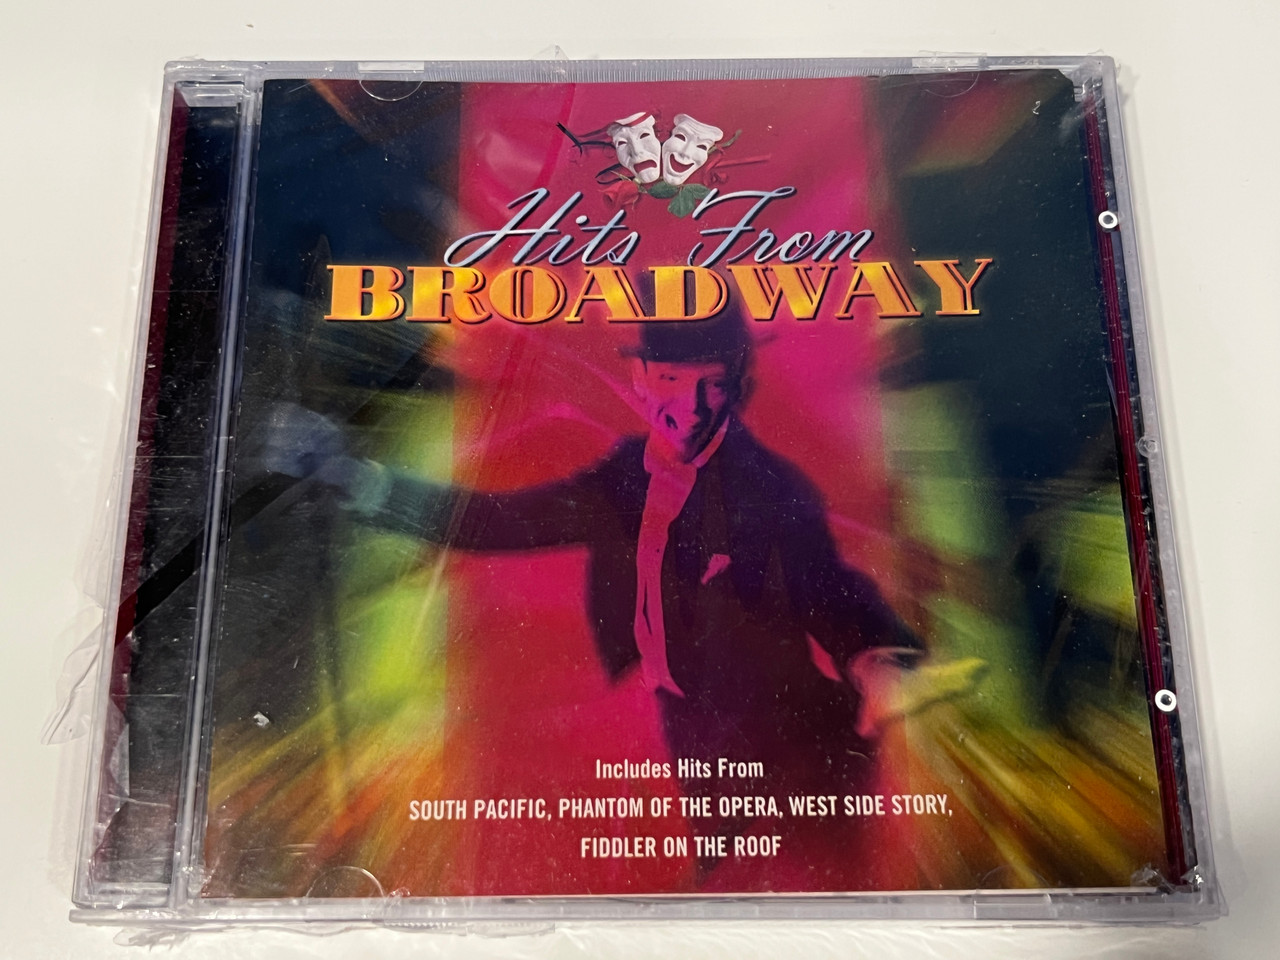 Hits From
BROADWAY
Includes Hits From
SOUTH PACIFIC, PHANTOM OF THE OPERA, WEST SIDE STORY,
FIDDLER ON THE ROOF